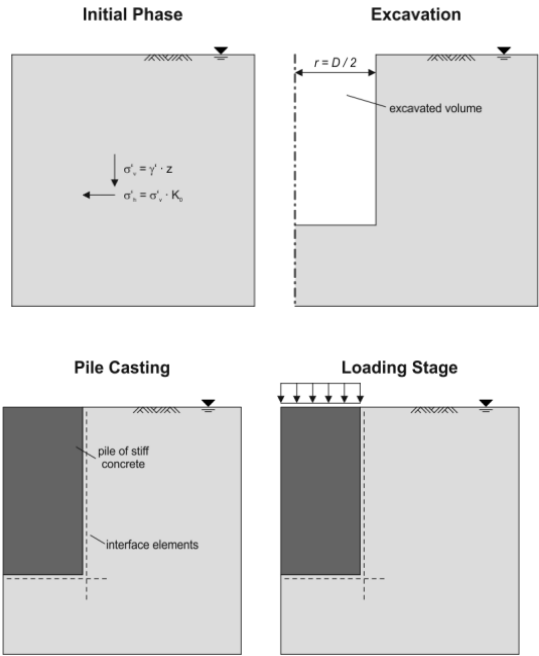 Initial Phase
Excavation
r = D / 2
excavated volume
σ'ᵥ = γ' · z
σ'ₕ = σ'ᵥ · K₀
Pile Casting
Loading Stage
pile of stiff
concrete
interface elements